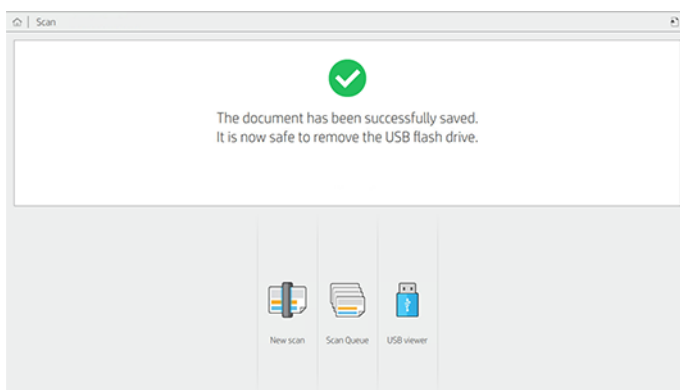 Scan
The document has been successfully saved.
It is now safe to remove the USB flash drive.
New scan
Scan Queue
USB viewer